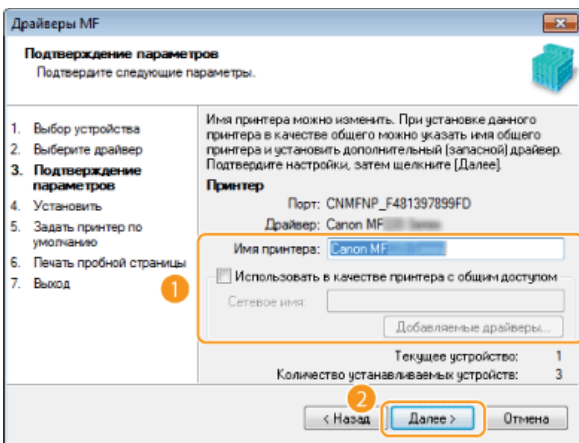 Драйверы MF
Подтверждение параметров
Подтвердите следующие параметры.
1. Выбор устройства
2. Выберите драйвер
3. Подтверждение
параметров
4. Установить
5. Задать принтер по
умолчанию
6. Печать пробной страницы
7. Выход
Имя принтера можно изменить. При установке данного
принтера в качестве общего можно указать имя общего
принтера и установить дополнительный (запасной) драйвер.
Подтвердите настройки, затем щелкните [Далее].
Принтер
Порт: CNMFNP_F481397899FD
Драйвер: Canon MF
Имя принтера: Canon MF
1
Использовать в качестве принтера с общим доступом
Сетевое имя:
Добавляемые драйверы...
Текущее устройство: 1
Количество устанавливаемых устройств: 3
2
< Назад Далее > Отмена